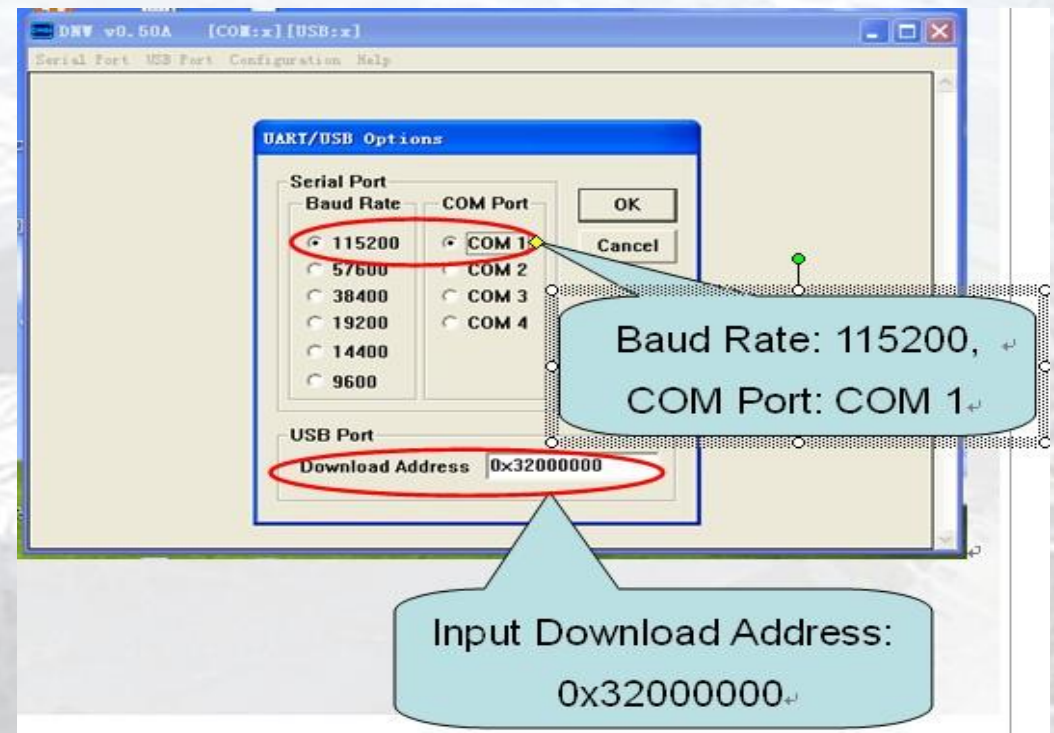 DNW v0.50A [COM:x][USB:x]
Serial Port USB Port Configuration Help
UART/USB Options
Serial Port
Baud Rate COM Port
OK
115200 COM 1
Cancel
57600 COM 2
38400 COM 3
19200 COM 4
14400
9600
Baud Rate: 115200,
COM Port: COM 1
USB Port
Download Address 0x32000000
Input Download Address:
0x32000000